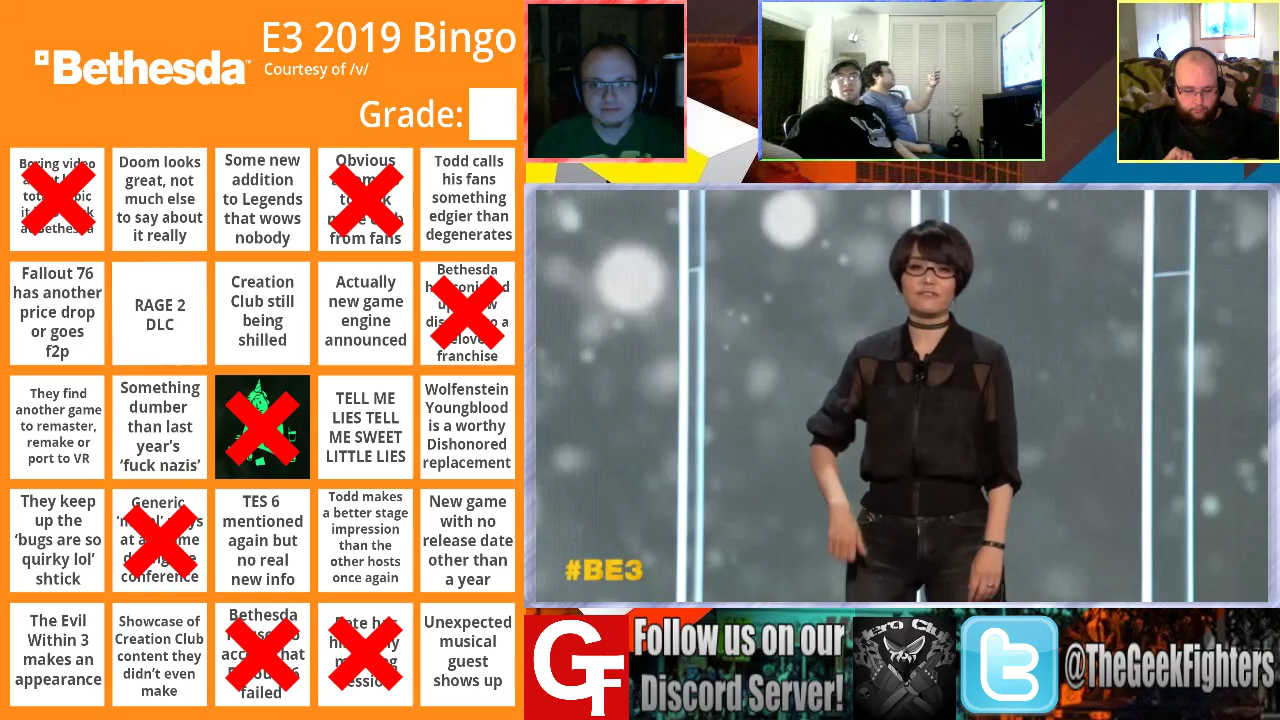 Bethesda
E3 2019 Bingo
Courtesy of /v/
Grade:
Boring video
Doom looks
great, not
much else
to say about
it really
Some new
addition
to Legends
that wows
nobody
Obvious
from fans
Todd calls
his fans
something
edgier than
degenerates
Fallout 76
has another
price drop
or goes
f2p
RAGE 2
DLC
Creation
Club still
being
shilled
Actually
new game
engine
announced
Bethesda
franchise
They find
another game
to remaster,
remake or
port to VR
Something
dumber
than last
year's
'fuck nazis'
TELL ME
LIES TELL
ME SWEET
LITTLE LIES
Wolfenstein
Youngblood
is a worthy
Dishonored
replacement
They keep
up the
'bugs are so
quirky lol'
shtick
Generic
conference
TES 6
mentioned
again but
no real
new info
Todd makes
a better stage
impression
than the
other hosts
once again
New game
with no
release date
other than
a year
The Evil
Within 3
makes an
appearance
Showcase of
Creation Club
content they
didn't even
make
Bethesda
failed
Unexpected
musical
guest
shows up
#BE3
GF
Follow us on our
Discord Server!
@TheGeekFighters